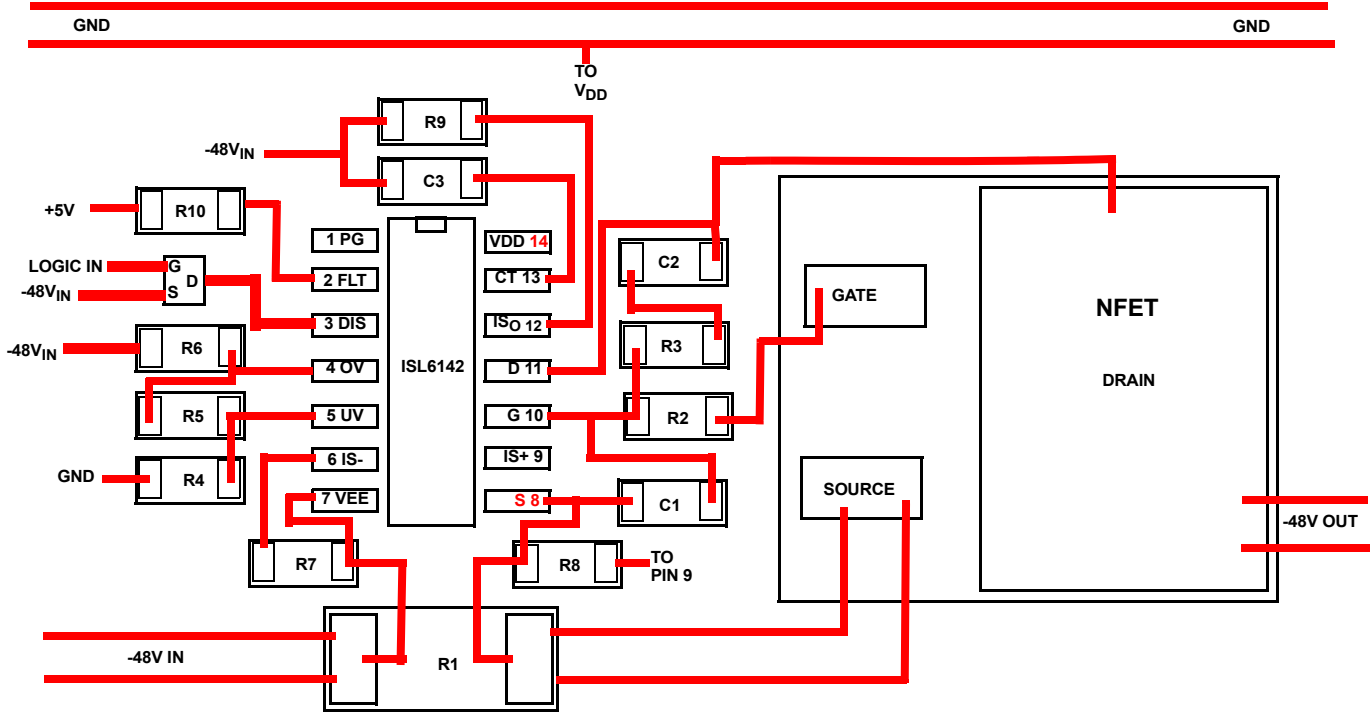 GND
GND
TO
VDD
R9
-48VIN
C3
+5V
R10
1 PG
VDD 14
LOGIC IN
G
D
S
-48VIN
2 FLT
CT 13
C2
GATE
NFET
3 DIS
ISO 12
-48VIN
R6
4 OV
ISL6142
D 11
R3
DRAIN
R5
5 UV
G 10
R2
GND
R4
6 IS-
IS+ 9
7 VEE
S 8
C1
SOURCE
-48V OUT
R7
R8
TO
PIN 9
-48V IN
R1